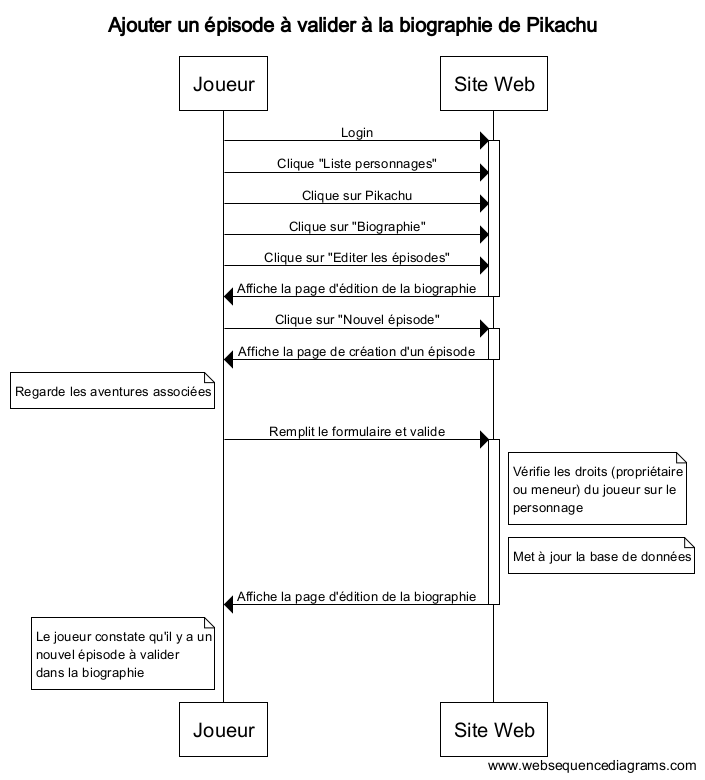 Ajouter un épisode à valider à la biographie de Pikachu
Joueur
Site Web
Login
Clique "Liste personnages"
Clique sur Pikachu
Clique sur "Biographie"
Clique sur "Editer les épisodes"
Affiche la page d'édition de la biographie
Clique sur "Nouvel épisode"
Affiche la page de création d'un épisode
Regarde les aventures associées
Remplit le formulaire et valide
Vérifie les droits (propriétaire
ou meneur) du joueur sur le
personnage
Met à jour la base de données
Affiche la page d'édition de la biographie
Le joueur constate qu'il y a un
nouvel épisode à valider
dans la biographie
Joueur
Site Web
www.websequencediagrams.com